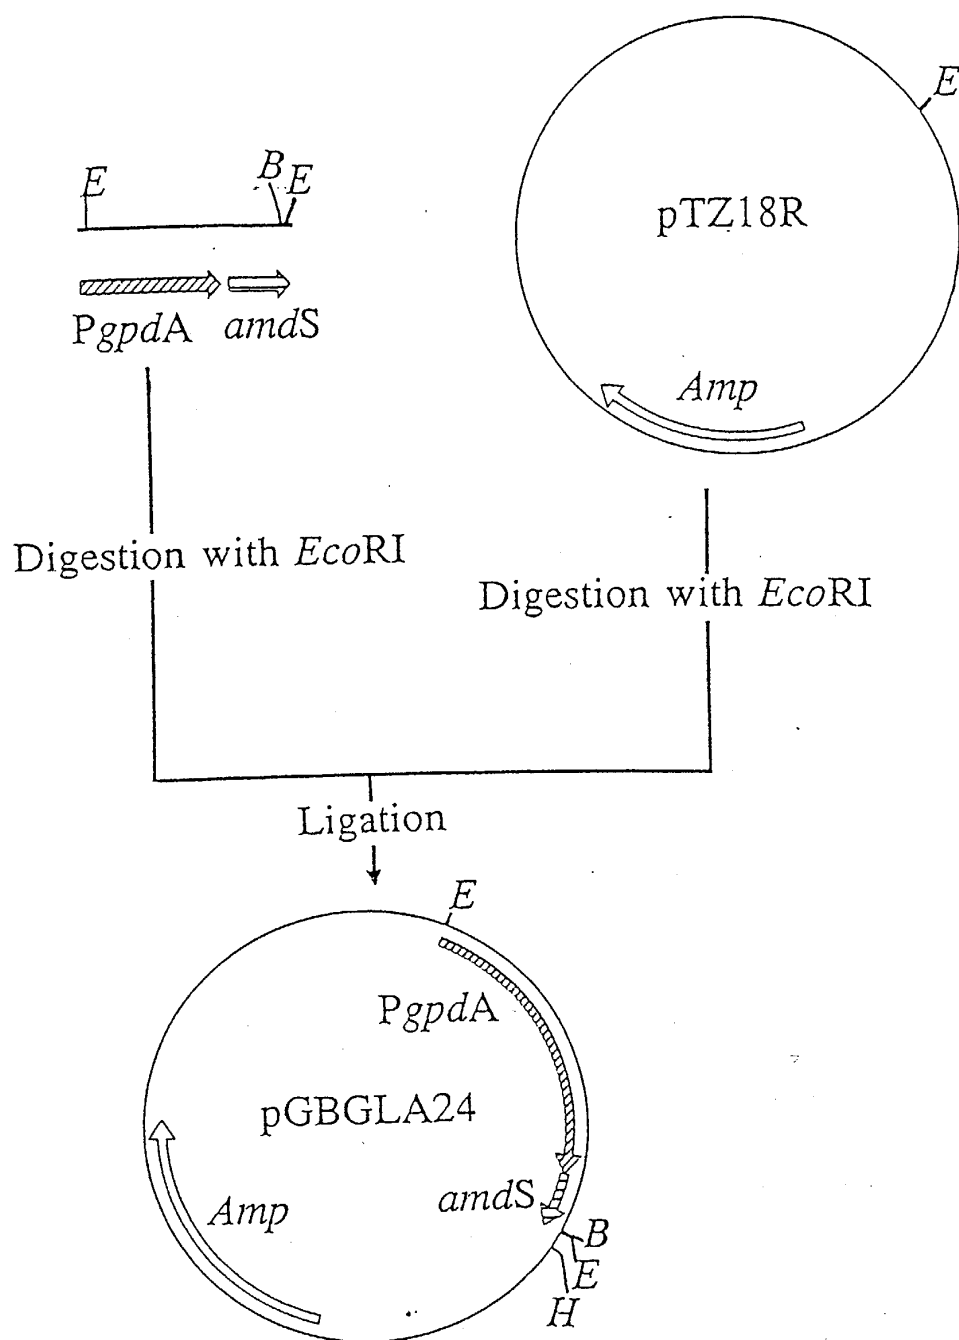 E
B
E
PgpdA
amdS
E
pTZ18R
Amp
Digestion with EcoRI
Digestion with EcoRI
Ligation
E
PgpdA
pGBGLA24
amdS
Amp
B
E
H